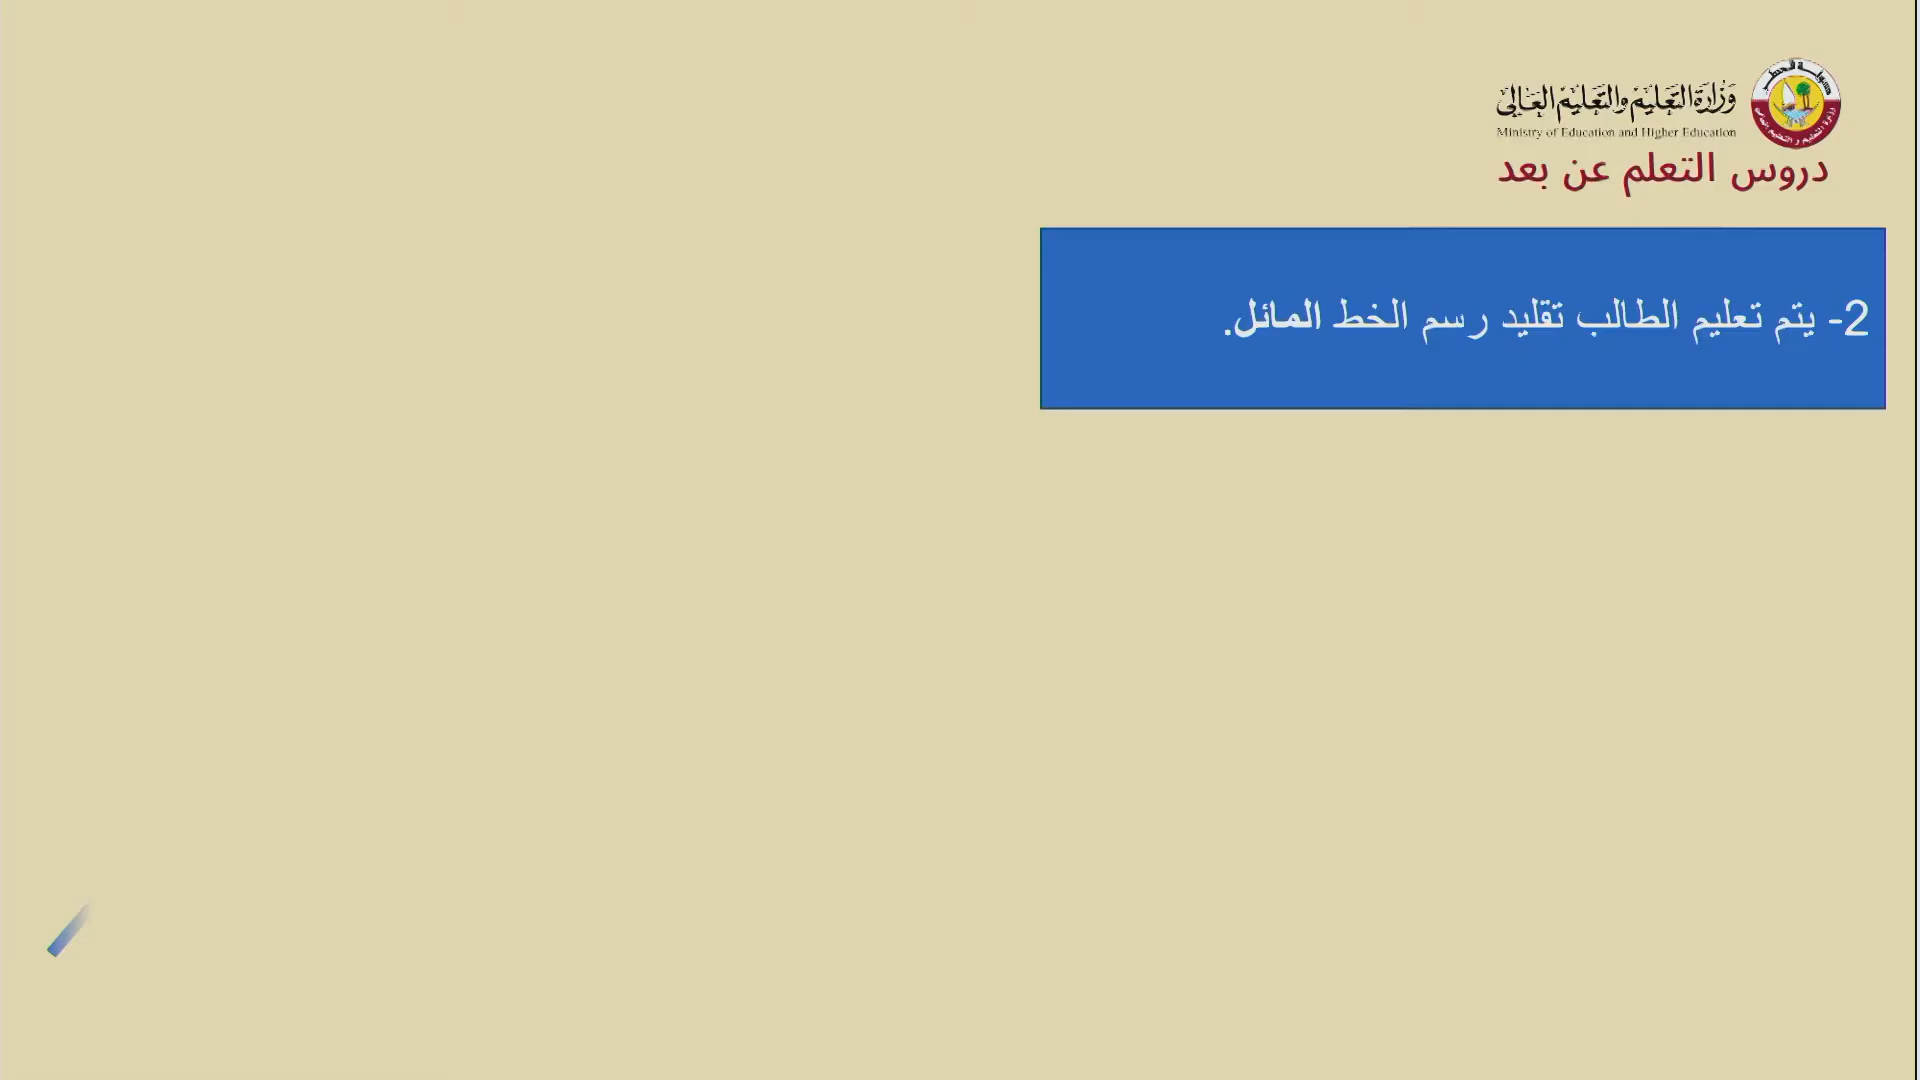 وزارة التعليم والتعليم العالي
Ministry of Education and Higher Education
دروس التعلم عن بعد
2- يتم تعليم الطالب تقليد رسم الخط المائل.